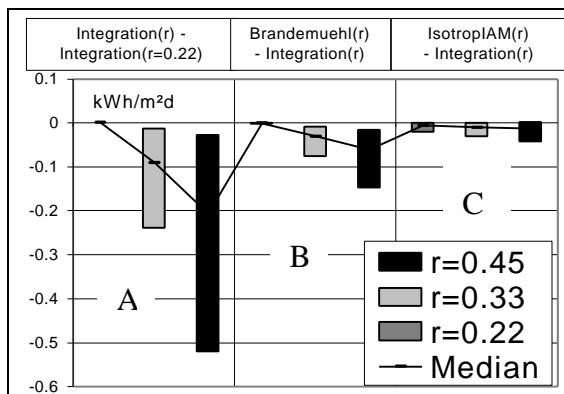 Integration(r) -
Integration(r=0.22)
Brandemuehl(r)
- Integration(r)
IsotropIAM(r)
- Integration(r)
0.1
kWh/m²d
0
-0.1
-0.2
-0.3
-0.4
-0.5
-0.6
A
B
C
r=0.45
r=0.33
r=0.22
Median